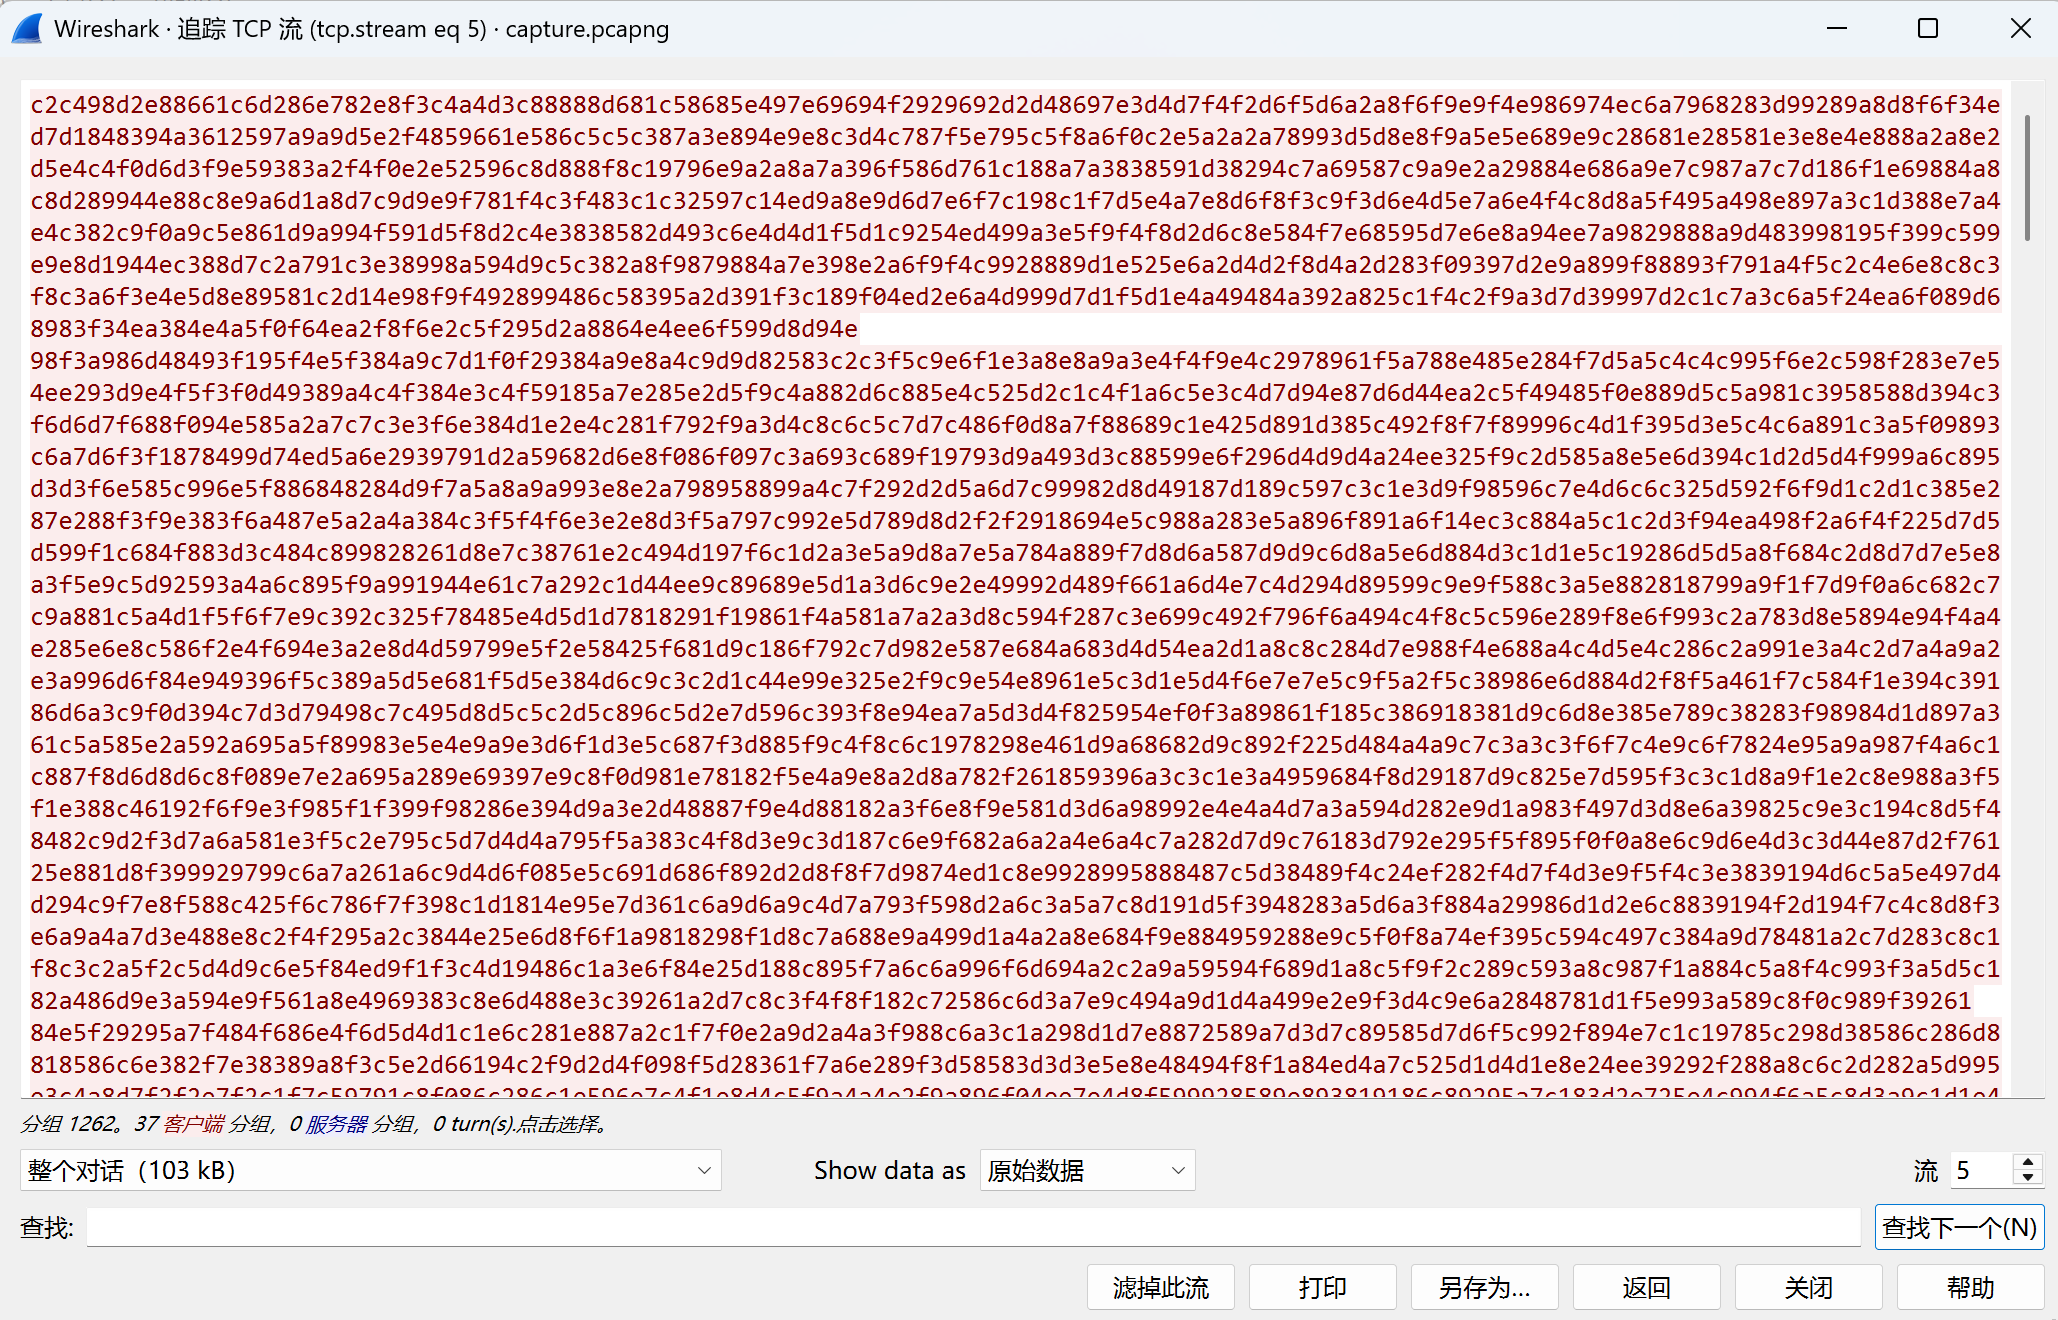 Wireshark · 追踪 TCP 流 (tcp.stream eq 5) · capture.pcapng
c2c498d2e88661c6d286e782e8f3c4a4d3c88888d681c58685e497e69694f2929692d2d48697e3d4d7f4f2d6f5d6a2a8f6f9e9f4e986974ec6a7968283d99289a8d8f6f34e
d7d1848394a3612597a9a9d5e2f4859661e586c5c5c387a3e894e9e8c3d4c787f5e795c5f8a6f0c2e5a2a2a78993d5d8e8f9a5e5e689e9c28681e28581e3e8e4e888a2a8e2
d5e4c4f0d6d3f9e59383a2f4f0e2e52596c8d888f8c19796e9a2a8a7a396f586d761c188a7a3838591d38294c7a69587c9a9e2a29884e686a9e7c987a7c7d186f1e69884a8
c8d289944e88c8e9a6d1a8d7c9d9e9f781f4c3f483c1c32597c14ed9a8e9d6d7e6f7c198c1f7d5e4a7e8d6f8f3c9f3d6e4d5e7a6e4f4c8d8a5f495a498e897a3c1d388e7a4
e4c382c9f0a9c5e861d9a994f591d5f8d2c4e3838582d493c6e4d4d1f5d1c9254ed499a3e5f9f4f8d2d6c8e584f7e68595d7e6e8a94ee7a9829888a9d483998195f399c599
e9e8d1944ec388d7c2a791c3e38998a594d9c5c382a8f9879884a7e398e2a6f9f4c9928889d1e525e6a2d4d2f8d4a2d283f09397d2e9a899f88893f791a4f5c2c4e6e8c8c3
f8c3a6f3e4e5d8e89581c2d14e98f9f492899486c58395a2d391f3c189f04ed2e6a4d999d7d1f5d1e4a49484a392a825c1f4c2f9a3d7d39997d2c1c7a3c6a5f24ea6f089d6
8983f34ea384e4a5f0f64ea2f8f6e2c5f295d2a8864e4ee6f599d8d94e
98f3a986d48493f195f4e5f384a9c7d1f0f29384a9e8a4c9d9d82583c2c3f5c9e6f1e3a8e8a9a3e4f4f9e4c2978961f5a788e485e284f7d5a5c4c4c995f6e2c598f283e7e5
4ee293d9e4f5f3f0d49389a4c4f384e3c4f59185a7e285e2d5f9c4a882d6c885e4c525d2c1c4f1a6c5e3c4d7d94e87d6d44ea2c5f49485f0e889d5c5a981c3958588d394c3
f6d6d7f688f094e585a2a7c7c3e3f6e384d1e2e4c281f792f9a3d4c8c6c5c7d7c486f0d8a7f88689c1e425d891d385c492f8f7f89996c4d1f395d3e5c4c6a891c3a5f09893
c6a7d6f3f1878499d74ed5a6e2939791d2a59682d6e8f086f097c3a693c689f19793d9a493d3c88599e6f296d4d9d4a24ee325f9c2d585a8e5e6d394c1d2d5d4f999a6c895
d3d3f6e585c996e5f886848284d9f7a5a8a9a993e8e2a798958899a4c7f292d2d5a6d7c99982d8d49187d189c597c3c1e3d9f98596c7e4d6c6c325d592f6f9d1c2d1c385e2
87e288f3f9e383f6a487e5a2a4a384c3f5f4f6e3e2e8d3f5a797c992e5d789d8d2f2f2918694e5c988a283e5a896f891a6f14ec3c884a5c1c2d3f94ea498f2a6f4f225d7d5
d599f1c684f883d3c484c899828261d8e7c38761e2c494d197f6c1d2a3e5a9d8a7e5a784a889f7d8d6a587d9d9c6d8a5e6d884d3c1d1e5c19286d5d5a8f684c2d8d7d7e5e8
a3f5e9c5d92593a4a6c895f9a991944e61c7a292c1d44ee9c89689e5d1a3d6c9e2e49992d489f661a6d4e7c4d294d89599c9e9f588c3a5e882818799a9f1f7d9f0a6c682c7
c9a881c5a4d1f5f6f7e9c392c325f78485e4d5d1d7818291f19861f4a581a7a2a3d8c594f287c3e699c492f796f6a494c4f8c5c596e289f8e6f993c2a783d8e5894e94f4a4
e285e6e8c586f2e4f694e3a2e8d4d59799e5f2e58425f681d9c186f792c7d982e587e684a683d4d54ea2d1a8c8c284d7e988f4e688a4c4d5e4c286c2a991e3a4c2d7a4a9a2
e3a996d6f84e949396f5c389a5d5e681f5d5e384d6c9c3c2d1c44e99e325e2f9c9e54e8961e5c3d1e5d4f6e7e7e5c9f5a2f5c38986e6d884d2f8f5a461f7c584f1e394c391
86d6a3c9f0d394c7d3d79498c7c495d8d5c5c2d5c896c5d2e7d596c393f8e94ea7a5d3d4f825954ef0f3a89861f185c386918381d9c6d8e385e789c38283f98984d1d897a3
61c5a585e2a592a695a5f89983e5e4e9a9e3d6f1d3e5c687f3d885f9c4f8c6c1978298e461d9a68682d9c892f225d484a4a9c7c3a3c3f6f7c4e9c6f7824e95a9a987f4a6c1
c887f8d6d8d6c8f089e7e2a695a289e69397e9c8f0d981e78182f5e4a9e8a2d8a782f261859396a3c3c1e3a4959684f8d29187d9c825e7d595f3c3c1d8a9f1e2c8e988a3f5
f1e388c46192f6f9e3f985f1f399f98286e394d9a3e2d48887f9e4d88182a3f6e8f9e581d3d6a98992e4e4a4d7a3a594d282e9d1a983f497d3d8e6a39825c9e3c194c8d5f4
8482c9d2f3d7a6a581e3f5c2e795c5d7d4d4a795f5a383c4f8d3e9c3d187c6e9f682a6a2a4e6a4c7a282d7d9c76183d792e295f5f895f0f0a8e6c9d6e4d3c3d44e87d2f761
25e881d8f399929799c6a7a261a6c9d4d6f085e5c691d686f892d2d8f8f7d9874ed1c8e9928995888487c5d38489f4c24ef282f4d7f4d3e9f5f4c3e3839194d6c5a5e497d4
d294c9f7e8f588c425f6c786f7f398c1d1814e95e7d361c6a9d6a9c4d7a793f598d2a6c3a5a7c8d191d5f3948283a5d6a3f884a29986d1d2e6c8839194f2d194f7c4c8d8f3
e6a9a4a7d3e488e8c2f4f295a2c3844e25e6d8f6f1a9818298f1d8c7a688e9a499d1a4a2a8e684f9e884959288e9c5f0f8a74ef395c594c497c384a9d78481a2c7d283c8c1
f8c3c2a5f2c5d4d9c6e5f84ed9f1f3c4d19486c1a3e6f84e25d188c895f7a6c6a996f6d694a2c2a9a59594f689d1a8c5f9f2c289c593a8c987f1a884c5a8f4c993f3a5d5c1
82a486d9e3a594e9f561a8e4969383c8e6d488e3c39261a2d7c8c3f4f8f182c72586c6d3a7e9c494a9d1d4a499e2e9f3d4c9e6a2848781d1f5e993a589c8f0c989f39261
84e5f29295a7f484f686e4f6d5d4d1c1e6c281e887a2c1f7f0e2a9d2a4a3f988c6a3c1a298d1d7e8872589a7d3d7c89585d7d6f5c992f894e7c1c19785c298d38586c286d8
818586c6e382f7e38389a8f3c5e2d66194c2f9d2d4f098f5d28361f7a6e289f3d58583d3d3e5e8e48494f8f1a84ed4a7c525d1d4d1e8e24ee39292f288a8c6c2d282a5d995
分组 1262。37 客户端 分组，0 服务器 分组，0 turn(s).点击选择。
整个对话（103 kB） Show data as 原始数据 流 5
查找: 查找下一个(N)
滤掉此流 打印 另存为… 返回 关闭 帮助